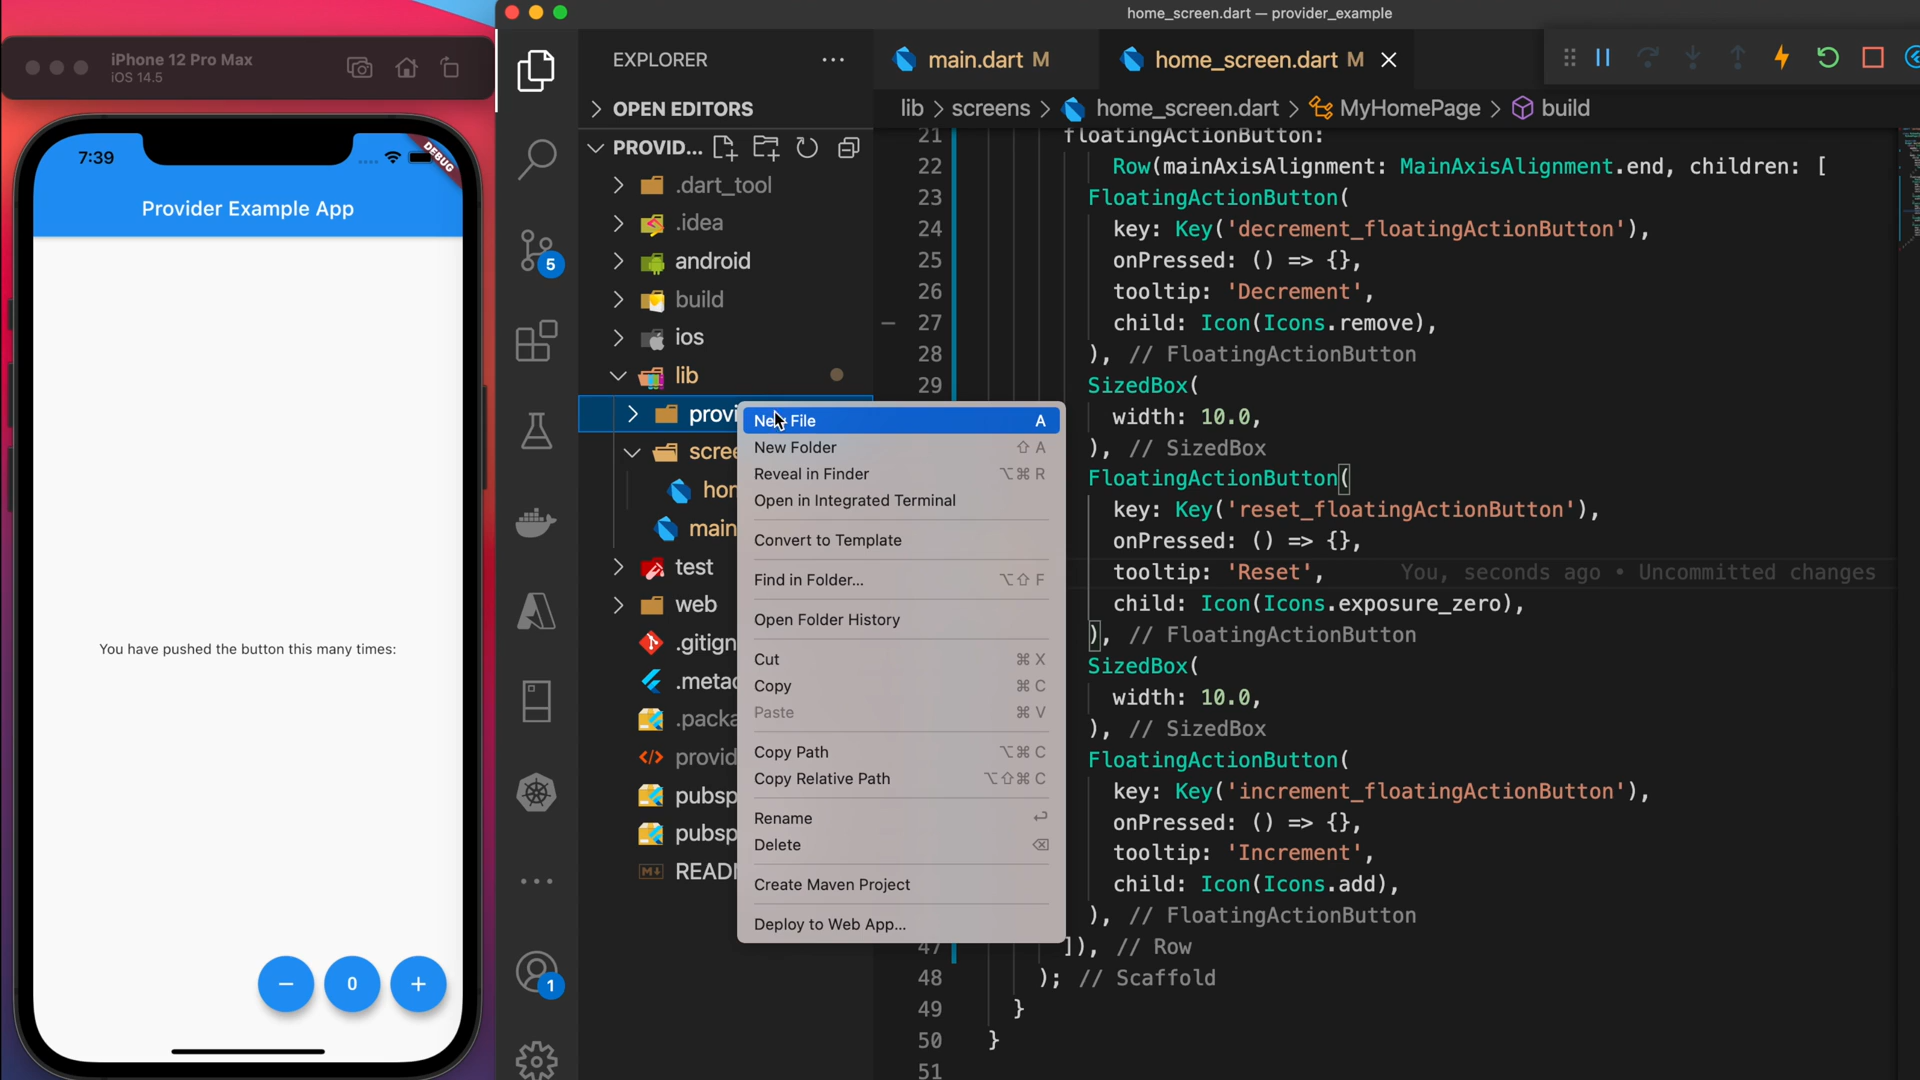 iPhone 12 Pro Max
iOS 14.5
7:39
DEBUG
Provider Example App
You have pushed the button this many times:
0
home_screen.dart — provider_example
EXPLORER
OPEN EDITORS
PROVID...
.dart_tool
.idea
android
build
ios
lib
provi
scree
hom
main
test
web
.gitign
.metad
.packa
provid
pubsp
pubsp
READM
5
1
New File A
New Folder ⇧ A
Reveal in Finder ⌥⌘ R
Open in Integrated Terminal
Convert to Template
Find in Folder... ⌥⇧ F
Open Folder History
Cut ⌘ X
Copy ⌘ C
Paste ⌘ V
Copy Path ⌥⌘ C
Copy Relative Path ⌥⇧⌘ C
Rename ↩
Delete ⌫
Create Maven Project
Deploy to Web App...
main.dart M
home_screen.dart M
lib > screens > home_screen.dart > MyHomePage > build
21 floatingActionButton:
22 Row(mainAxisAlignment: MainAxisAlignment.end, children: [
23 FloatingActionButton(
24 key: Key('decrement_floatingActionButton'),
25 onPressed: () => {},
26 tooltip: 'Decrement',
27 child: Icon(Icons.remove),
28 ), // FloatingActionButton
29 SizedBox(
width: 10.0,
), // SizedBox
FloatingActionButton(
key: Key('reset_floatingActionButton'),
onPressed: () => {},
tooltip: 'Reset', You, seconds ago • Uncommitted changes
child: Icon(Icons.exposure_zero),
), // FloatingActionButton
SizedBox(
width: 10.0,
), // SizedBox
FloatingActionButton(
key: Key('increment_floatingActionButton'),
onPressed: () => {},
tooltip: 'Increment',
child: Icon(Icons.add),
), // FloatingActionButton
47 ]), // Row
48 ); // Scaffold
49 }
50 }
51